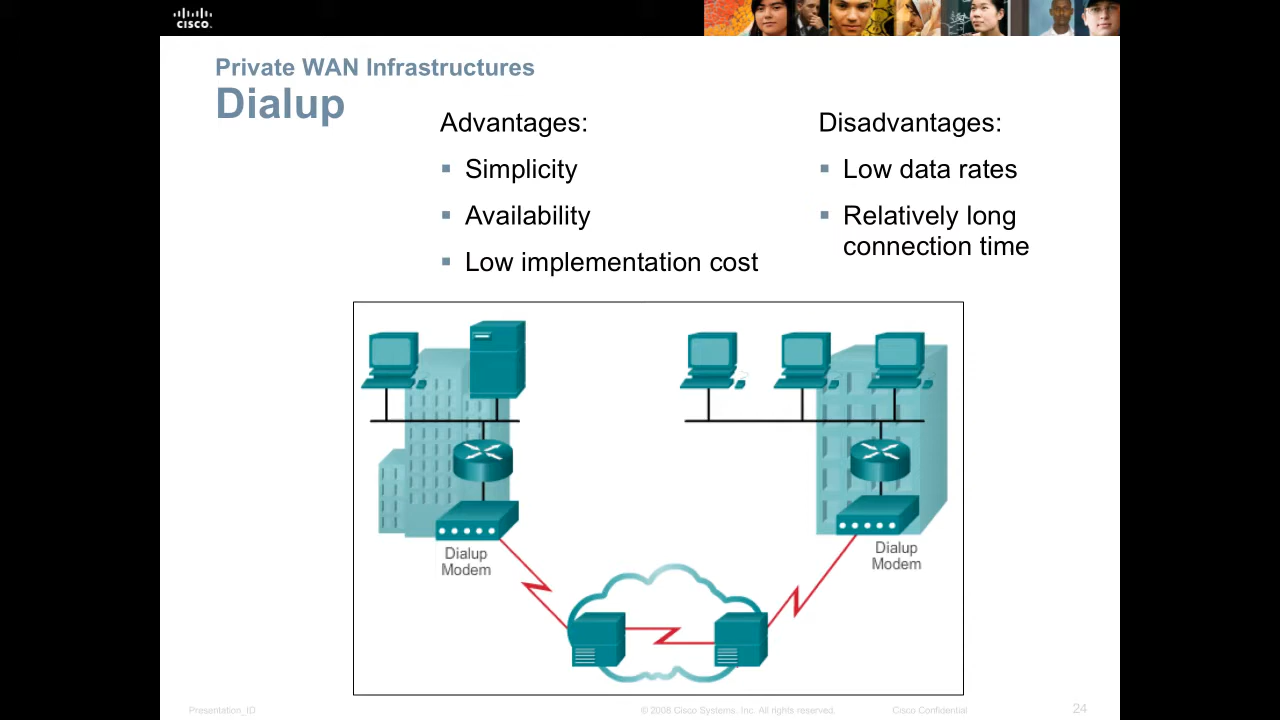 CISCO.
Private WAN Infrastructures
Dialup
Advantages:
Simplicity
Availability
Low implementation cost
Disadvantages:
Low data rates
Relatively long
connection time
Dialup
Modem
Dialup
Modem
Presentation_ID
© 2008 Cisco Systems, Inc. All rights reserved.
Cisco Confidential
24